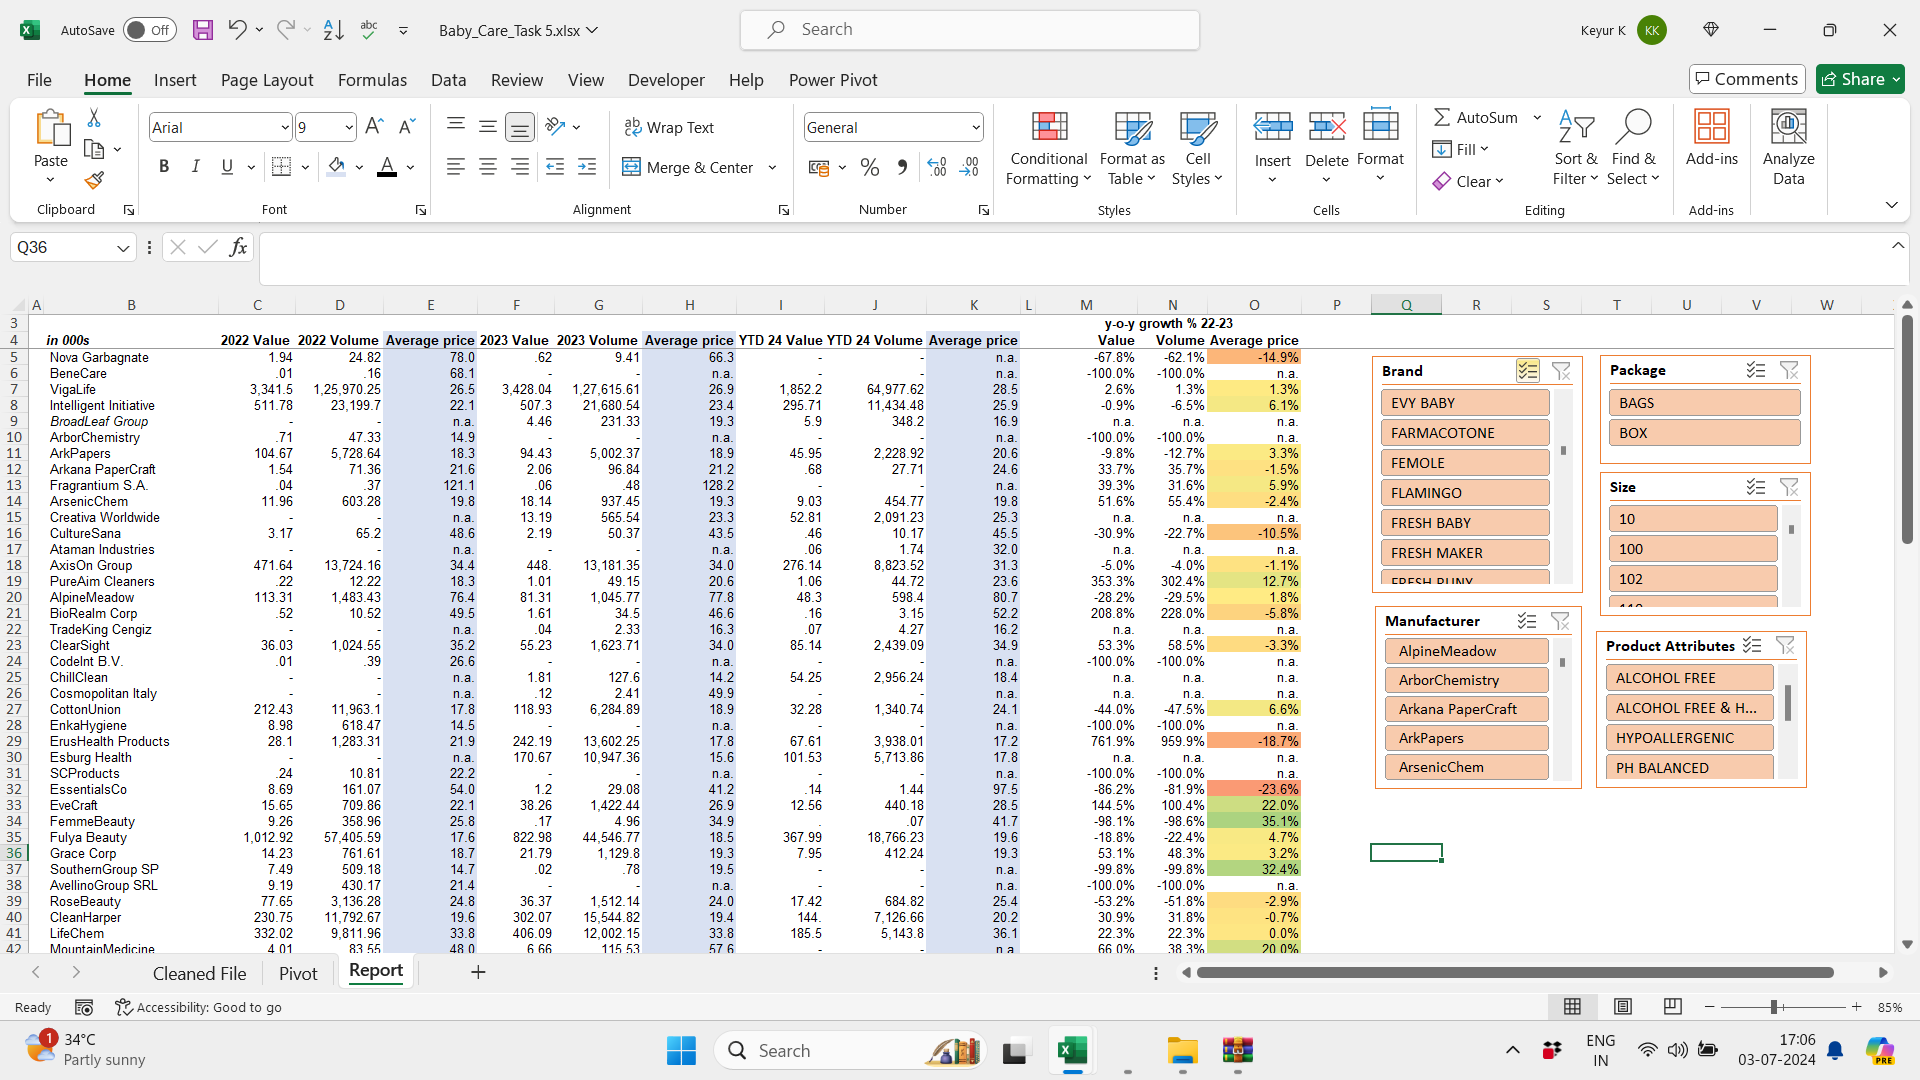 AutoSave Off abc Baby_Care_Task 5.xlsx Search Keyur K KK
File Home Insert Page Layout Formulas Data Review View Developer Help Power Pivot Comments Share
Paste Arial 9 Wrap Text General Conditional Formatting Format as Table Cell Styles Insert Delete Format AutoSum Sort & Filter Find & Select Add-ins Analyze Data
B I U Merge & Center % Fill Clear
Clipboard Font Alignment Number Styles Cells Editing Add-ins
Q36 fx
A B C D E F G H I J K L M N O P Q R S T U V W
3 y-o-y growth % 22-23
4 in 000s 2022 Value 2022 Volume Average price 2023 Value 2023 Volume Average price YTD 24 Value YTD 24 Volume Average price Value Volume Average price
5 Nova Garbagnate 1.94 24.82 78.0 .62 9.41 66.3 - - n.a. -67.8% -62.1% -14.9%
6 BeneCare .01 .16 68.1 - - n.a. - - n.a. -100.0% -100.0% n.a.
7 VigaLife 3,341.5 1,25,970.25 26.5 3,428.04 1,27,615.61 26.9 1,852.2 64,977.62 28.5 2.6% 1.3% 1.3%
8 Intelligent Initiative 511.78 23,199.7 22.1 507.3 21,680.54 23.4 295.71 11,434.48 25.9 -0.9% -6.5% 6.1%
9 BroadLeaf Group - - n.a. 4.46 231.33 19.3 5.9 348.2 16.9 n.a. n.a. n.a.
10 ArborChemistry .71 47.33 14.9 - - n.a. - - n.a. -100.0% -100.0% n.a.
11 ArkPapers 104.67 5,728.64 18.3 94.43 5,002.37 18.9 45.95 2,228.92 20.6 -9.8% -12.7% 3.3%
12 Arkana PaperCraft 1.54 71.36 21.6 2.06 96.84 21.2 .68 27.71 24.6 33.7% 35.7% -1.5%
13 Fragrantium S.A. .04 .37 121.1 .06 .48 128.2 - - n.a. 39.3% 31.6% 5.9%
14 ArsenicChem 11.96 603.28 19.8 18.14 937.45 19.3 9.03 454.77 19.8 51.6% 55.4% -2.4%
15 Creativa Worldwide - - n.a. 13.19 565.54 23.3 52.81 2,091.23 25.3 n.a. n.a. n.a.
16 CultureSana 3.17 65.2 48.6 2.19 50.37 43.5 .46 10.17 45.5 -30.9% -22.7% -10.5%
17 Ataman Industries - - n.a. - - n.a. .06 1.74 32.0 n.a. n.a. n.a.
18 AxisOn Group 471.64 13,724.16 34.4 448. 13,181.35 34.0 276.14 8,823.52 31.3 -5.0% -4.0% -1.1%
19 PureAim Cleaners .22 12.22 18.3 1.01 49.15 20.6 1.06 44.72 23.6 353.3% 302.4% 12.7%
20 AlpineMeadow 113.31 1,483.43 76.4 81.31 1,045.77 77.8 48.3 598.4 80.7 -28.2% -29.5% 1.8%
21 BioRealm Corp .52 10.52 49.5 1.61 34.5 46.6 .16 3.15 52.2 208.8% 228.0% -5.8%
22 TradeKing Cengiz - - n.a. .04 2.33 16.3 .07 4.27 16.2 n.a. n.a. n.a.
23 ClearSight 36.03 1,024.55 35.2 55.23 1,623.71 34.0 85.14 2,439.09 34.9 53.3% 58.5% -3.3%
24 CodeInt B.V. .01 .39 26.6 - - n.a. - - n.a. -100.0% -100.0% n.a.
25 ChillClean - - n.a. 1.81 127.6 14.2 54.25 2,956.24 18.4 n.a. n.a. n.a.
26 Cosmopolitan Italy - - n.a. .12 2.41 49.9 - - n.a. n.a. n.a. n.a.
27 CottonUnion 212.43 11,963.1 17.8 118.93 6,284.89 18.9 32.28 1,340.74 24.1 -44.0% -47.5% 6.6%
28 EnkaHygiene 8.98 618.47 14.5 - - n.a. - - n.a. -100.0% -100.0% n.a.
29 ErusHealth Products 28.1 1,283.31 21.9 242.19 13,602.25 17.8 67.61 3,938.01 17.2 761.9% 959.9% -18.7%
30 Esburg Health - - n.a. 170.67 10,947.36 15.6 101.53 5,713.86 17.8 n.a. n.a. n.a.
31 SCProducts .24 10.81 22.2 - - n.a. - - n.a. -100.0% -100.0% n.a.
32 EssentialsCo 8.69 161.07 54.0 1.2 29.08 41.2 .14 1.44 97.5 -86.2% -81.9% -23.6%
33 EveCraft 15.65 709.86 22.1 38.26 1,422.44 26.9 12.56 440.18 28.5 144.5% 100.4% 22.0%
34 FemmeBeauty 9.26 358.96 25.8 .17 4.96 34.9 . .07 41.7 -98.1% -98.6% 35.1%
35 Fulya Beauty 1,012.92 57,405.59 17.6 822.98 44,546.77 18.5 367.99 18,766.23 19.6 -18.8% -22.4% 4.7%
36 Grace Corp 14.23 761.61 18.7 21.79 1,129.8 19.3 7.95 412.24 19.3 53.1% 48.3% 3.2%
37 SouthernGroup SP 7.49 509.18 14.7 .02 .78 19.5 - - n.a. -99.8% -99.8% 32.4%
38 AvellinoGroup SRL 9.19 430.17 21.4 - - n.a. - - n.a. -100.0% -100.0% n.a.
39 RoseBeauty 77.65 3,136.28 24.8 36.37 1,512.14 24.0 17.42 684.82 25.4 -53.2% -51.8% -2.9%
40 CleanHarper 230.75 11,792.67 19.6 302.07 15,544.82 19.4 144. 7,126.66 20.2 30.9% 31.8% -0.7%
41 LifeChem 332.02 9,811.96 33.8 406.09 12,002.15 33.8 185.5 5,143.8 36.1 22.3% 22.3% 0.0%
42 MountainMedicine 4.01 83.55 48.0 6.66 115.53 57.6 - - n.a. 66.0% 38.3% 20.0%
Brand
EVY BABY
FARMACOTONE
FEMOLE
FLAMINGO
FRESH BABY
FRESH MAKER
FRESH PUNY
Package
BAGS
BOX
Size
10
100
102
110
Manufacturer
AlpineMeadow
ArborChemistry
Arkana PaperCraft
ArkPapers
ArsenicChem
Product Attributes
ALCOHOL FREE
ALCOHOL FREE & H...
HYPOALLERGENIC
PH BALANCED
Cleaned File Pivot Report
Ready Accessibility: Good to go 85%
1 34°C
Partly sunny
Search
ENG
IN
17:06
03-07-2024
PRE